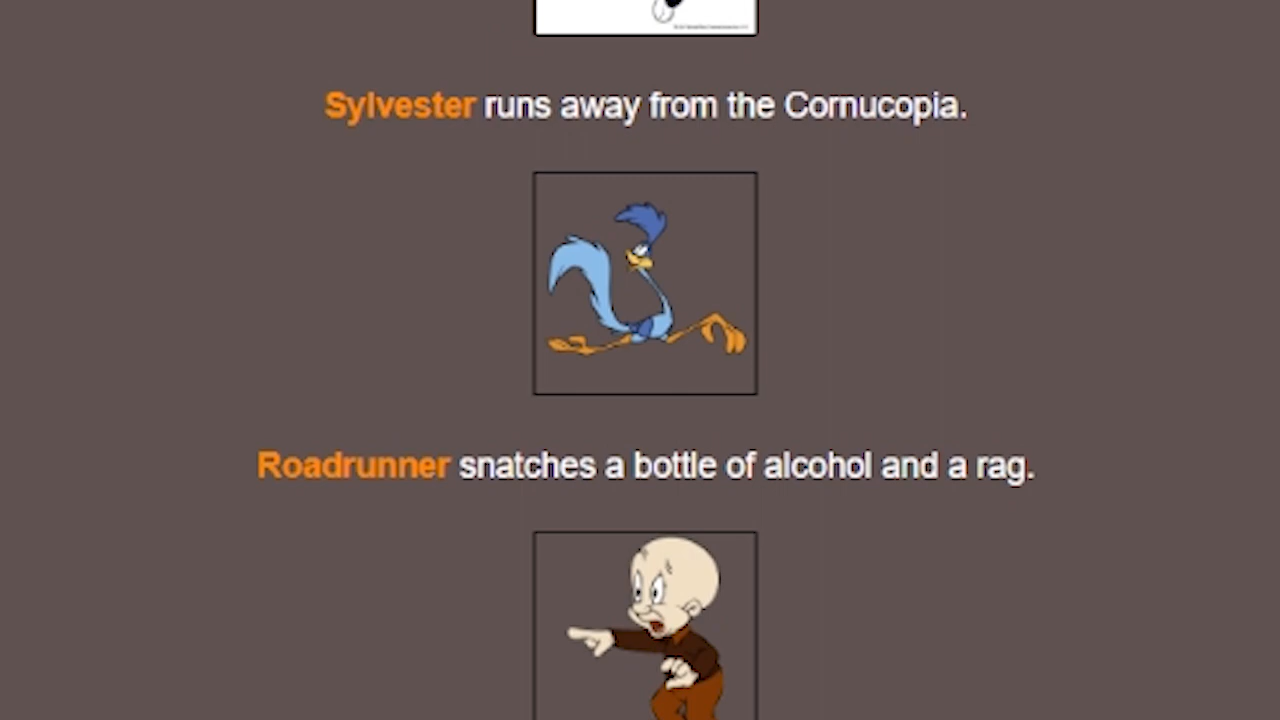 Sylvester runs away from the Cornucopia.
Roadrunner snatches a bottle of alcohol and a rag.